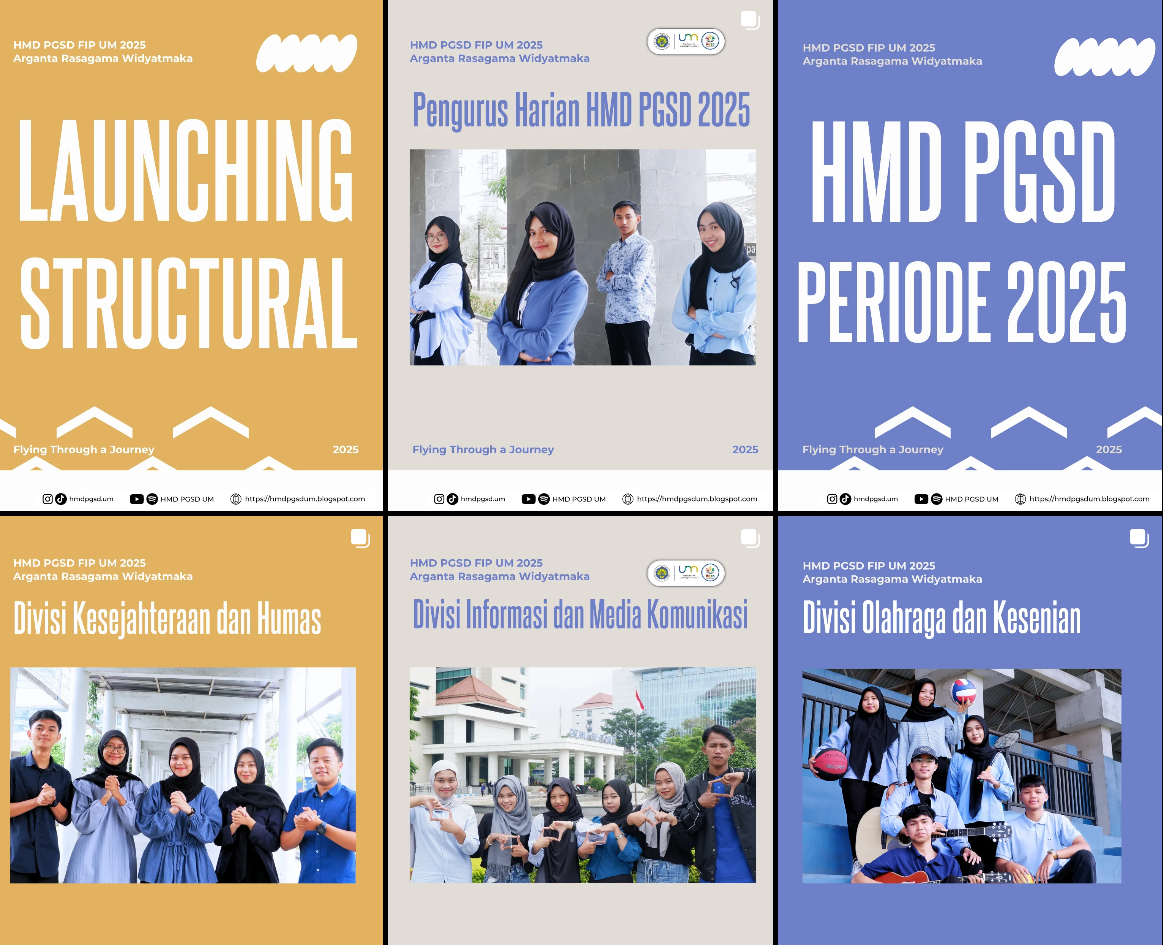 HMD PGSD FIP UM 2025
Arganta Rasagama Widyatmaka
LAUNCHING
STRUCTURAL
Flying Through a Journey
2025
hmdpgsd.um
HMD PGSD UM
https://hmdpgsdum.blogspot.com
HMD PGSD FIP UM 2025
Arganta Rasagama Widyatmaka
um
Pengurus Harian HMD PGSD 2025
pa
Flying Through a Journey
2025
hmdpgsd.um
HMD PGSD UM
https://hmdpgsdum.blogspot.com
HMD PGSD FIP UM 2025
Arganta Rasagama Widyatmaka
HMD PGSD
PERIODE 2025
Flying Through a Journey
2025
hmdpgsd.um
HMD PGSD UM
https://hmdpgsdum.blogspot.com
HMD PGSD FIP UM 2025
Arganta Rasagama Widyatmaka
Divisi Kesejahteraan dan Humas
HMD PGSD FIP UM 2025
Arganta Rasagama Widyatmaka
um
Divisi Informasi dan Media Komunikasi
HMD PGSD FIP UM 2025
Arganta Rasagama Widyatmaka
Divisi Olahraga dan Kesenian